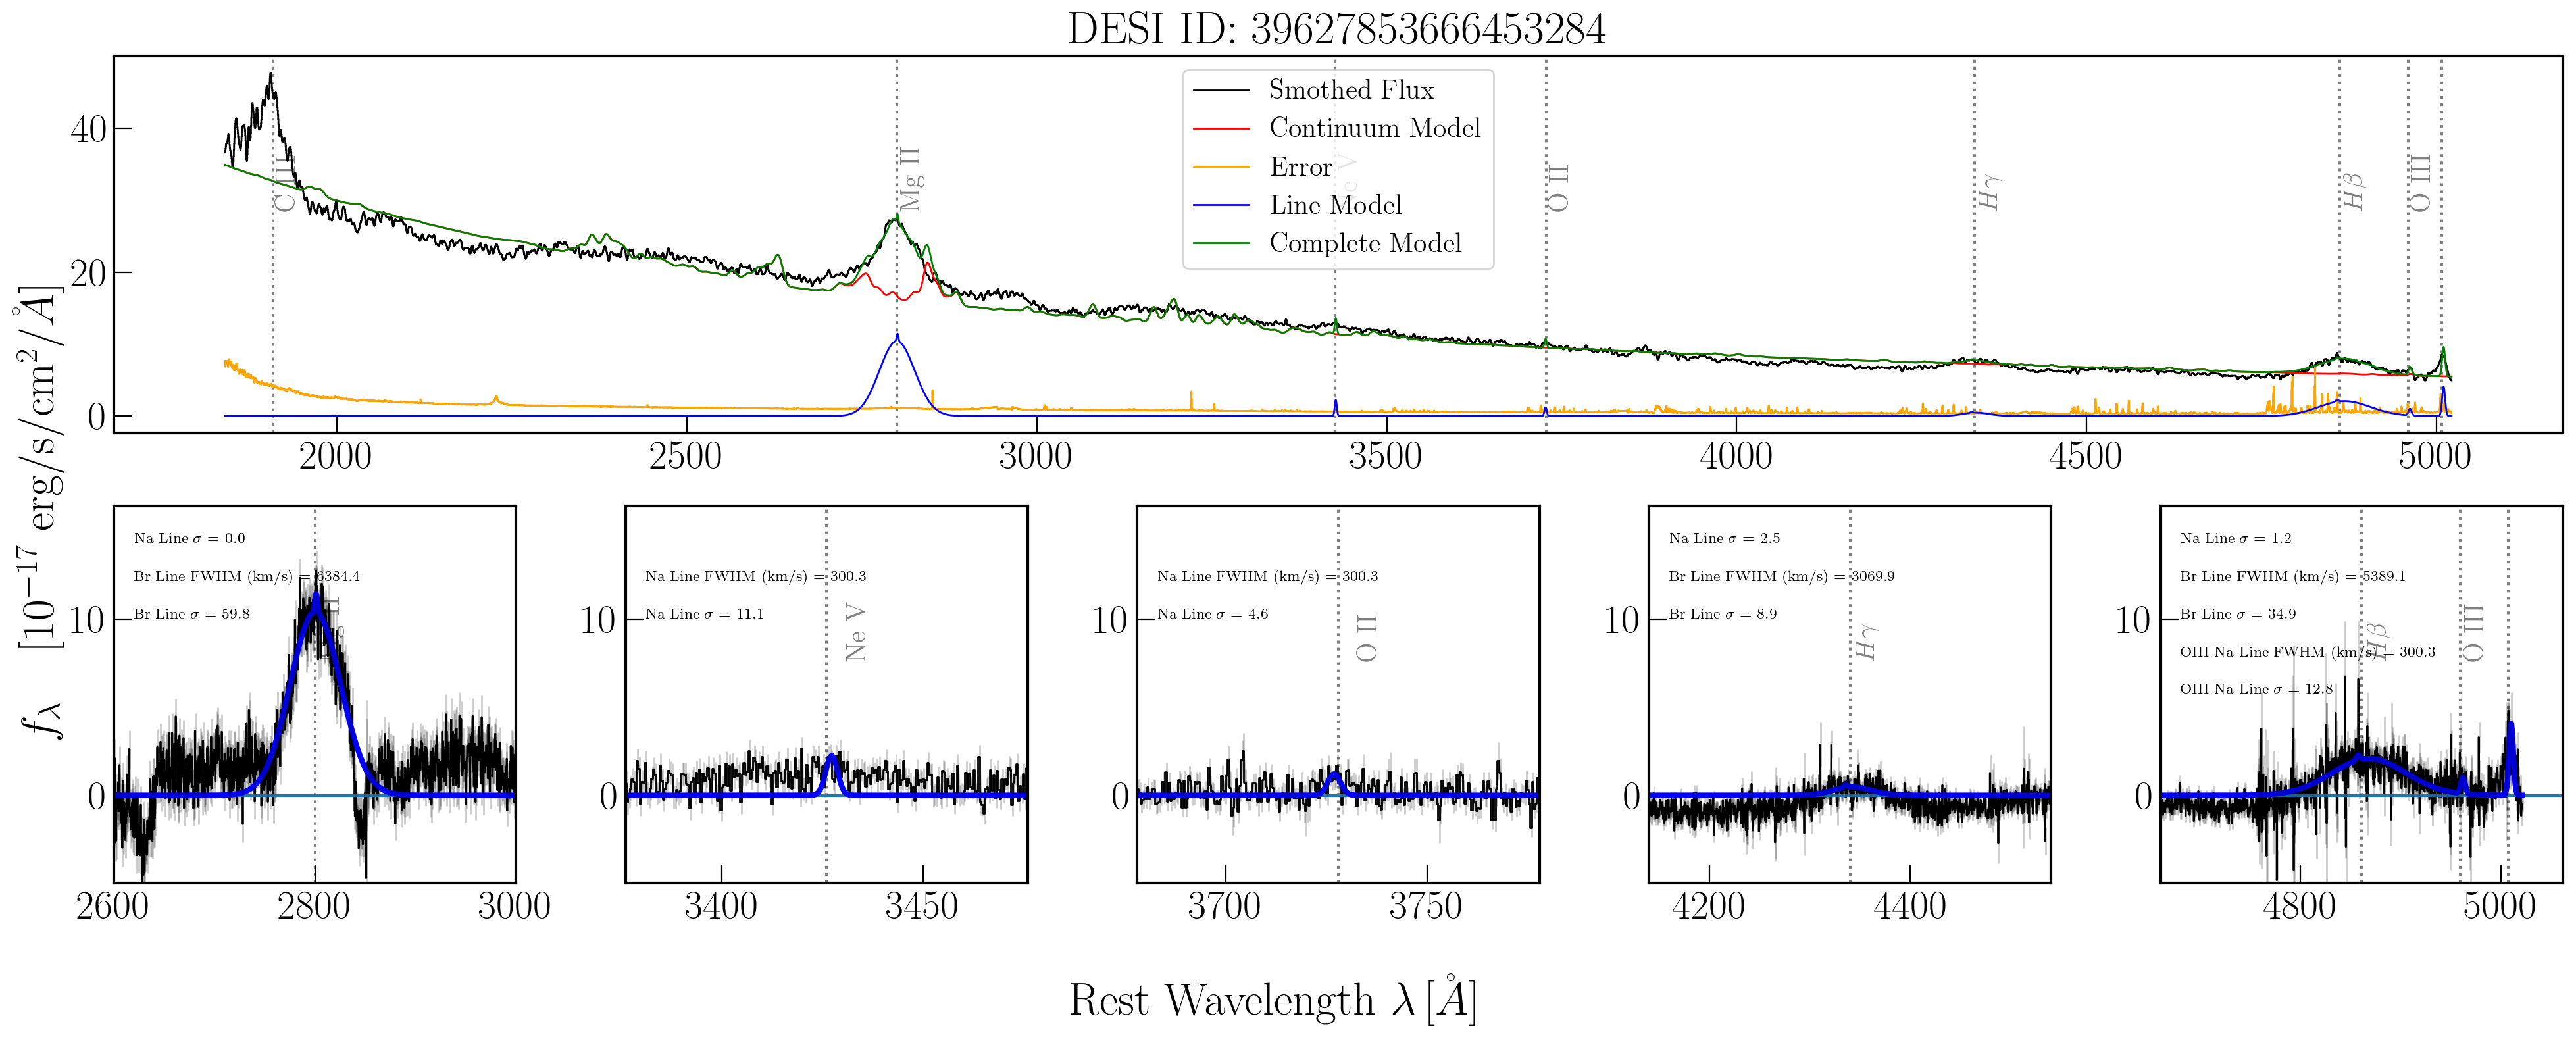 DESI ID: 39627853666453284
Smothed Flux
Continuum Model
Error
Line Model
Complete Model
C III
Mg II
O II
Hγ
Hβ
O III
40
20
0
2000 2500 3000 3500 4000 4500 5000
f_λ [10^{-17} erg/s/cm^2/Å]
Na Line σ = 0.0
Br Line FWHM (km/s) = 6384.4
Br Line σ = 59.8
10
0
2600 2800 3000
Na Line FWHM (km/s) = 300.3
Na Line σ = 11.1
Ne V
10
0
3400 3450
Na Line FWHM (km/s) = 300.3
Na Line σ = 4.6
O II
10
0
3700 3750
Na Line σ = 2.5
Br Line FWHM (km/s) = 3069.9
Br Line σ = 8.9
Hγ
10
0
4200 4400
Na Line σ = 1.2
Br Line FWHM (km/s) = 5389.1
Br Line σ = 34.9
OIII Na Line FWHM (km/s) = 300.3
OIII Na Line σ = 12.8
Hβ
O III
10
0
4800 5000
Rest Wavelength λ [Å]